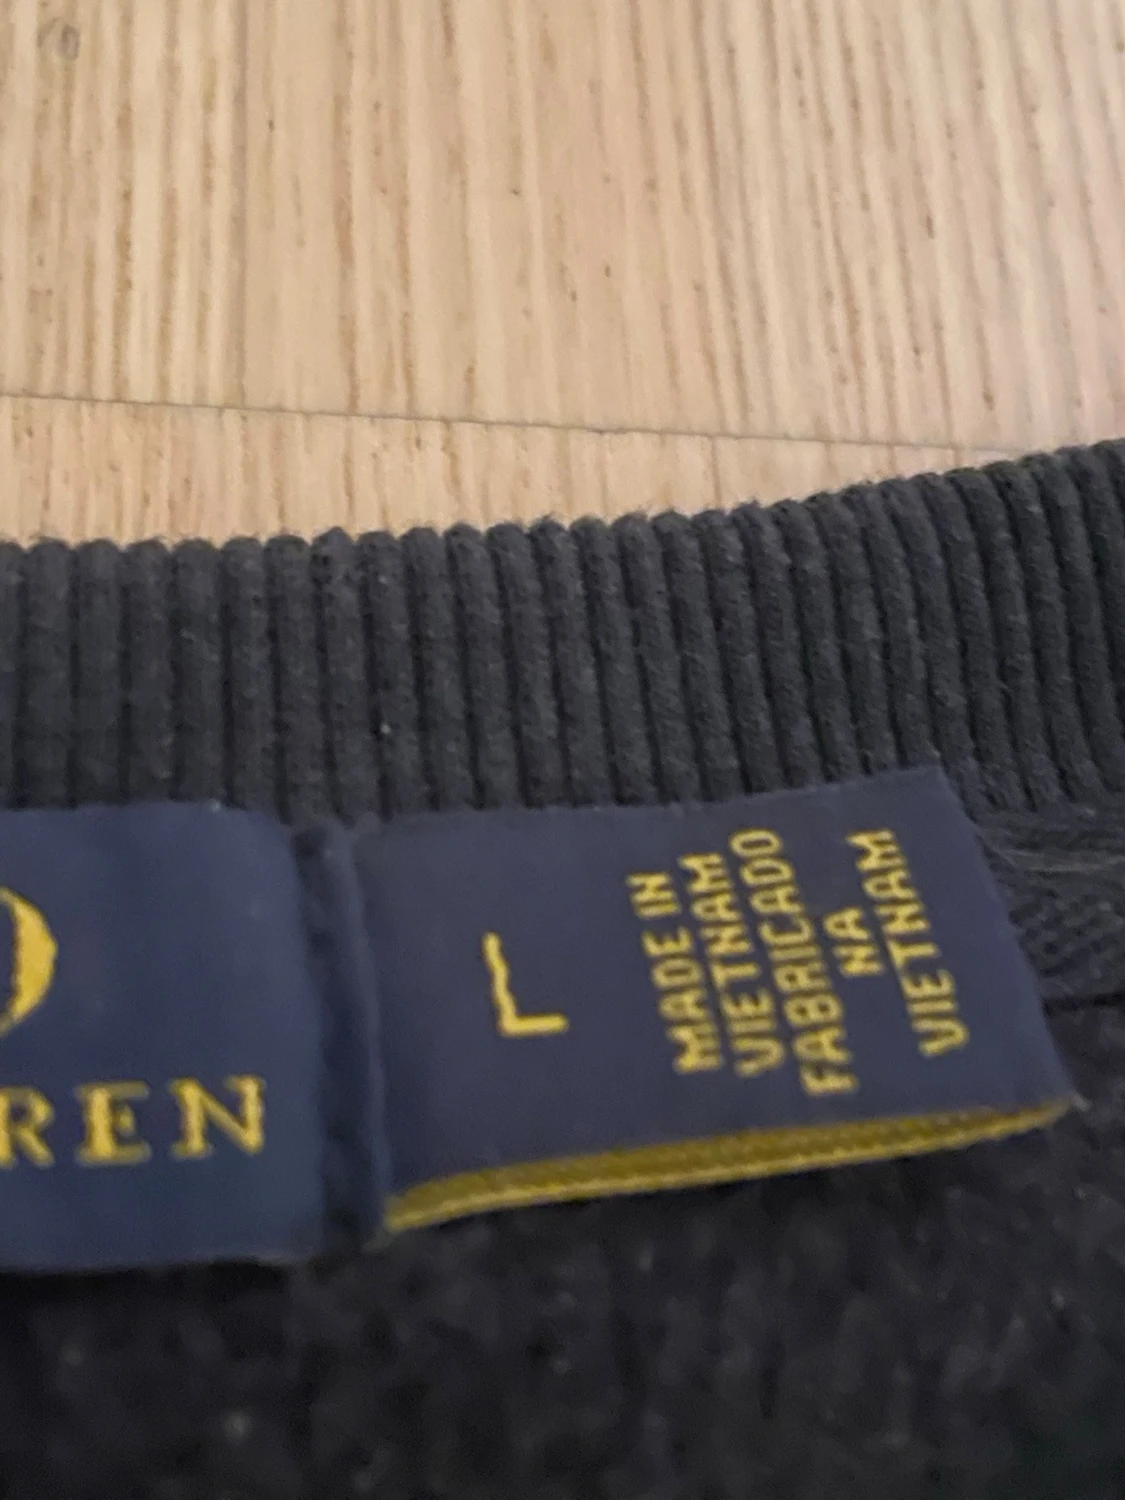 O
REN
L
MADE IN
VIETNAM
FABRICADO
NA
VIETNAM